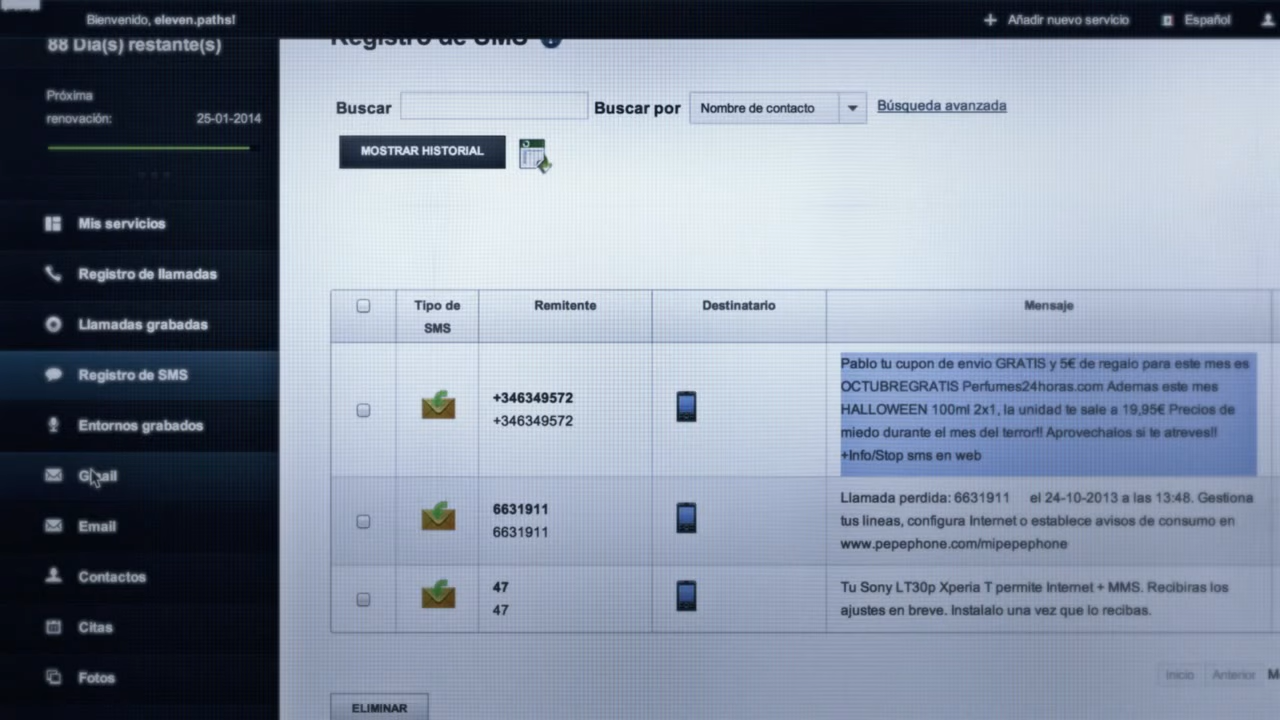 Bienvenido, eleven.paths!
Añadir nuevo servicio
Español
88 Día(s) restante(s)
Próxima
renovación: 25-01-2014
Mis servicios
Registro de llamadas
Llamadas grabadas
Registro de SMS
Entornos grabados
Gmail
Email
Contactos
Citas
Fotos
Registro de SMS
Buscar
Buscar por
Nombre de contacto
Búsqueda avanzada
MOSTRAR HISTORIAL
Tipo de
SMS
Remitente
Destinatario
Mensaje
+346349572
+346349572
Pablo tu cupon de envio GRATIS y 5€ de regalo para este mes es
OCTUBREGRATIS Perfumes24horas.com Ademas este mes
HALLOWEEN 100ml 2x1, la unidad te sale a 19,95€ Precios de
miedo durante el mes del terror!! Aprovechalos si te atreves!!
+Info/Stop sms en web
6631911
6631911
Llamada perdida: 6631911 el 24-10-2013 a las 13:48. Gestiona
tus lineas, configura Internet o establece avisos de consumo en
www.pepephone.com/mipepephone
47
47
Tu Sony LT30p Xperia T permite Internet + MMS. Recibiras los
ajustes en breve. Instalalo una vez que lo recibas.
Inicio
Anterior
ELIMINAR